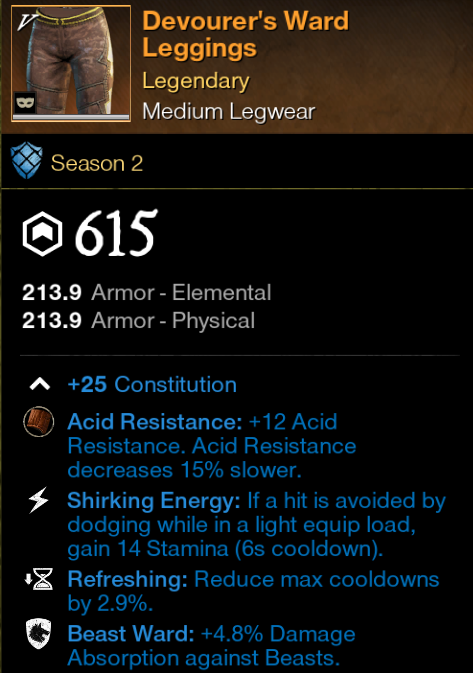 V
Devourer's Ward
Leggings
Legendary
Medium Legwear
Season 2
615
213.9 Armor - Elemental
213.9 Armor - Physical
+25 Constitution
Acid Resistance: +12 Acid
Resistance. Acid Resistance
decreases 15% slower.
Shirking Energy: If a hit is avoided by
dodging while in a light equip load,
gain 14 Stamina (6s cooldown).
Refreshing: Reduce max cooldowns
by 2.9%.
Beast Ward: +4.8% Damage
Absorption against Beasts.